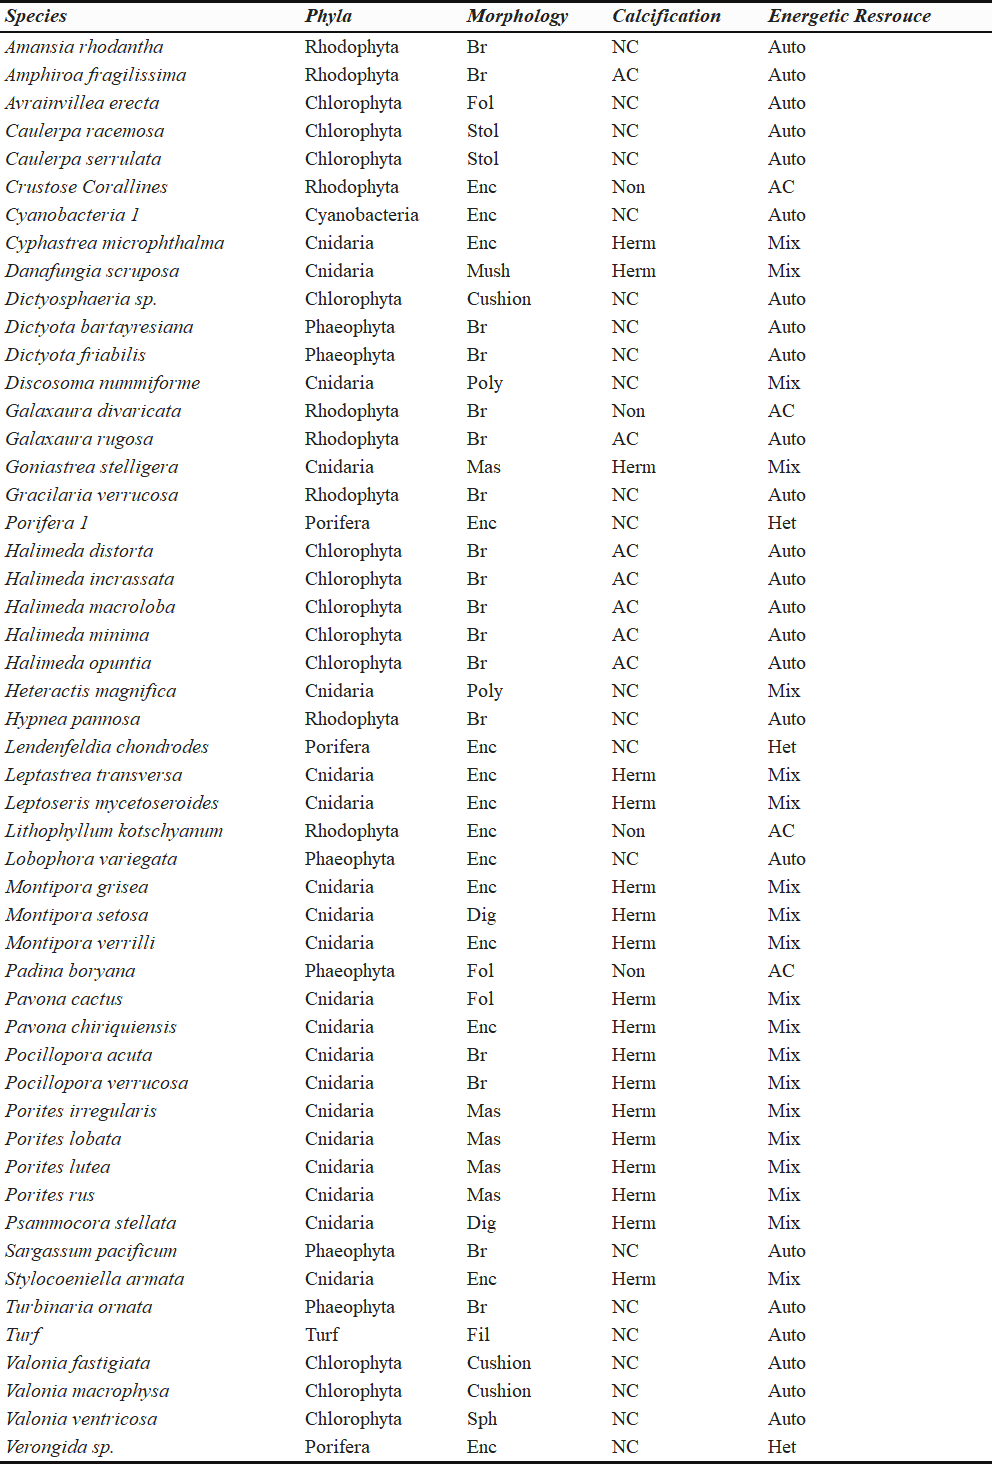 Species Phyla Morphology Calcification Energetic Resrouce
Amansia rhodantha Rhodophyta Br NC Auto
Amphiroa fragilissima Rhodophyta Br AC Auto
Avrainvillea erecta Chlorophyta Fol NC Auto
Caulerpa racemosa Chlorophyta Stol NC Auto
Caulerpa serrulata Chlorophyta Stol NC Auto
Crustose Corallines Rhodophyta Enc Non AC
Cyanobacteria 1 Cyanobacteria Enc NC Auto
Cyphastrea microphthalma Cnidaria Enc Herm Mix
Danafungia scruposa Cnidaria Mush Herm Mix
Dictyosphaeria sp. Chlorophyta Cushion NC Auto
Dictyota bartayresiana Phaeophyta Br NC Auto
Dictyota friabilis Phaeophyta Br NC Auto
Discosoma nummiforme Cnidaria Poly NC Mix
Galaxaura divaricata Rhodophyta Br Non AC
Galaxaura rugosa Rhodophyta Br AC Auto
Goniastrea stelligera Cnidaria Mas Herm Mix
Gracilaria verrucosa Rhodophyta Br NC Auto
Porifera 1 Porifera Enc NC Het
Halimeda distorta Chlorophyta Br AC Auto
Halimeda incrassata Chlorophyta Br AC Auto
Halimeda macroloba Chlorophyta Br AC Auto
Halimeda minima Chlorophyta Br AC Auto
Halimeda opuntia Chlorophyta Br AC Auto
Heteractis magnifica Cnidaria Poly NC Mix
Hypnea pannosa Rhodophyta Br NC Auto
Lendenfeldia chondrodes Porifera Enc NC Het
Leptastrea transversa Cnidaria Enc Herm Mix
Leptoseris mycetoseroides Cnidaria Enc Herm Mix
Lithophyllum kotschyanum Rhodophyta Enc Non AC
Lobophora variegata Phaeophyta Enc NC Auto
Montipora grisea Cnidaria Enc Herm Mix
Montipora setosa Cnidaria Dig Herm Mix
Montipora verrilli Cnidaria Enc Herm Mix
Padina boryana Phaeophyta Fol Non AC
Pavona cactus Cnidaria Fol Herm Mix
Pavona chiriquiensis Cnidaria Enc Herm Mix
Pocillopora acuta Cnidaria Br Herm Mix
Pocillopora verrucosa Cnidaria Br Herm Mix
Porites irregularis Cnidaria Mas Herm Mix
Porites lobata Cnidaria Mas Herm Mix
Porites lutea Cnidaria Mas Herm Mix
Porites rus Cnidaria Mas Herm Mix
Psammocora stellata Cnidaria Dig Herm Mix
Sargassum pacificum Phaeophyta Br NC Auto
Stylocoeniella armata Cnidaria Enc Herm Mix
Turbinaria ornata Phaeophyta Br NC Auto
Turf Turf Fil NC Auto
Valonia fastigiata Chlorophyta Cushion NC Auto
Valonia macrophysa Chlorophyta Cushion NC Auto
Valonia ventricosa Chlorophyta Sph NC Auto
Verongida sp. Porifera Enc NC Het